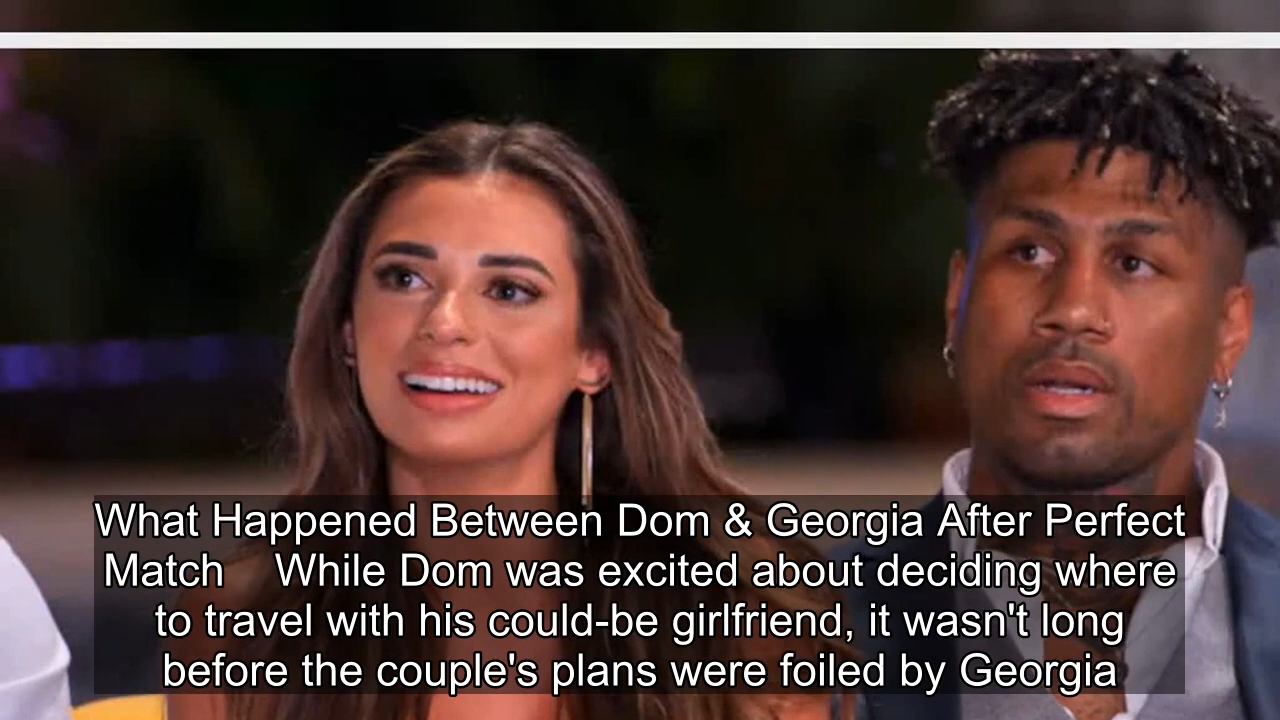 What Happened Between Dom & Georgia After Perfect
Match    While Dom was excited about deciding where
to travel with his could-be girlfriend, it wasn't long
before the couple's plans were foiled by Georgia